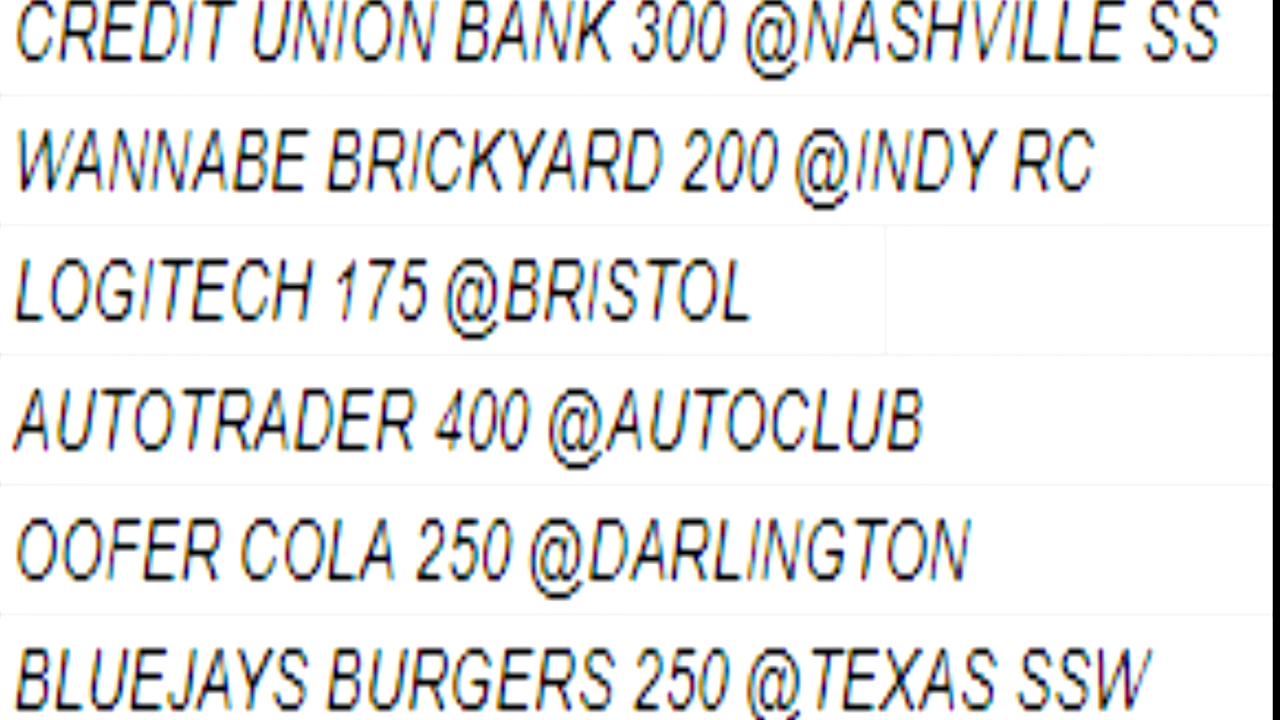 CREDIT UNION BANK 300 @NASHVILLE SS
WANNABE BRICKYARD 200 @INDY RC
LOGITECH 175 @BRISTOL
AUTOTRADER 400 @AUTOCLUB
OOFER COLA 250 @DARLINGTON
BLUEJAYS BURGERS 250 @TEXAS SSW